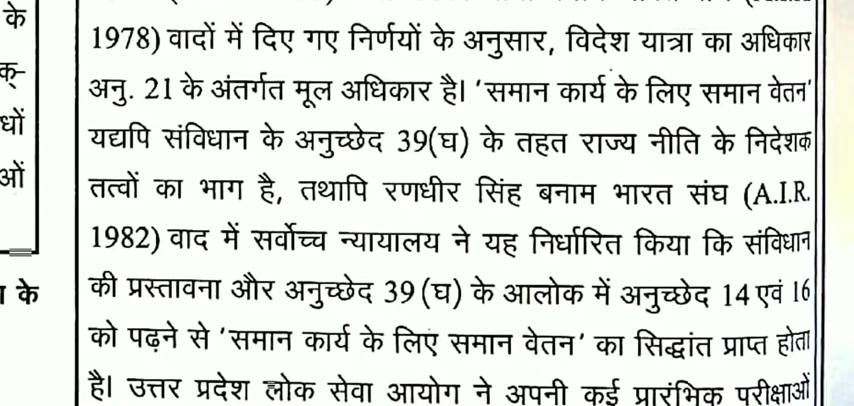 के
क्-
धों
ओं
के
1978) वादों में दिए गए निर्णयों के अनुसार, विदेश यात्रा का अधिकार
अनु. 21 के अंतर्गत मूल अधिकार है। 'समान कार्य के लिए समान वेतन'
यद्यपि संविधान के अनुच्छेद 39(घ) के तहत राज्य नीति के निदेशक
तत्वों का भाग है, तथापि रणधीर सिंह बनाम भारत संघ (A.I.R.
1982) वाद में सर्वोच्च न्यायालय ने यह निर्धारित किया कि संविधान
की प्रस्तावना और अनुच्छेद 39 (घ) के आलोक में अनुच्छेद 14 एवं 16
को पढ़ने से 'समान कार्य के लिए समान वेतन' का सिद्धांत प्राप्त होता
है। उत्तर प्रदेश लोक सेवा आयोग ने अपनी कई प्रारंभिक परीक्षाओं